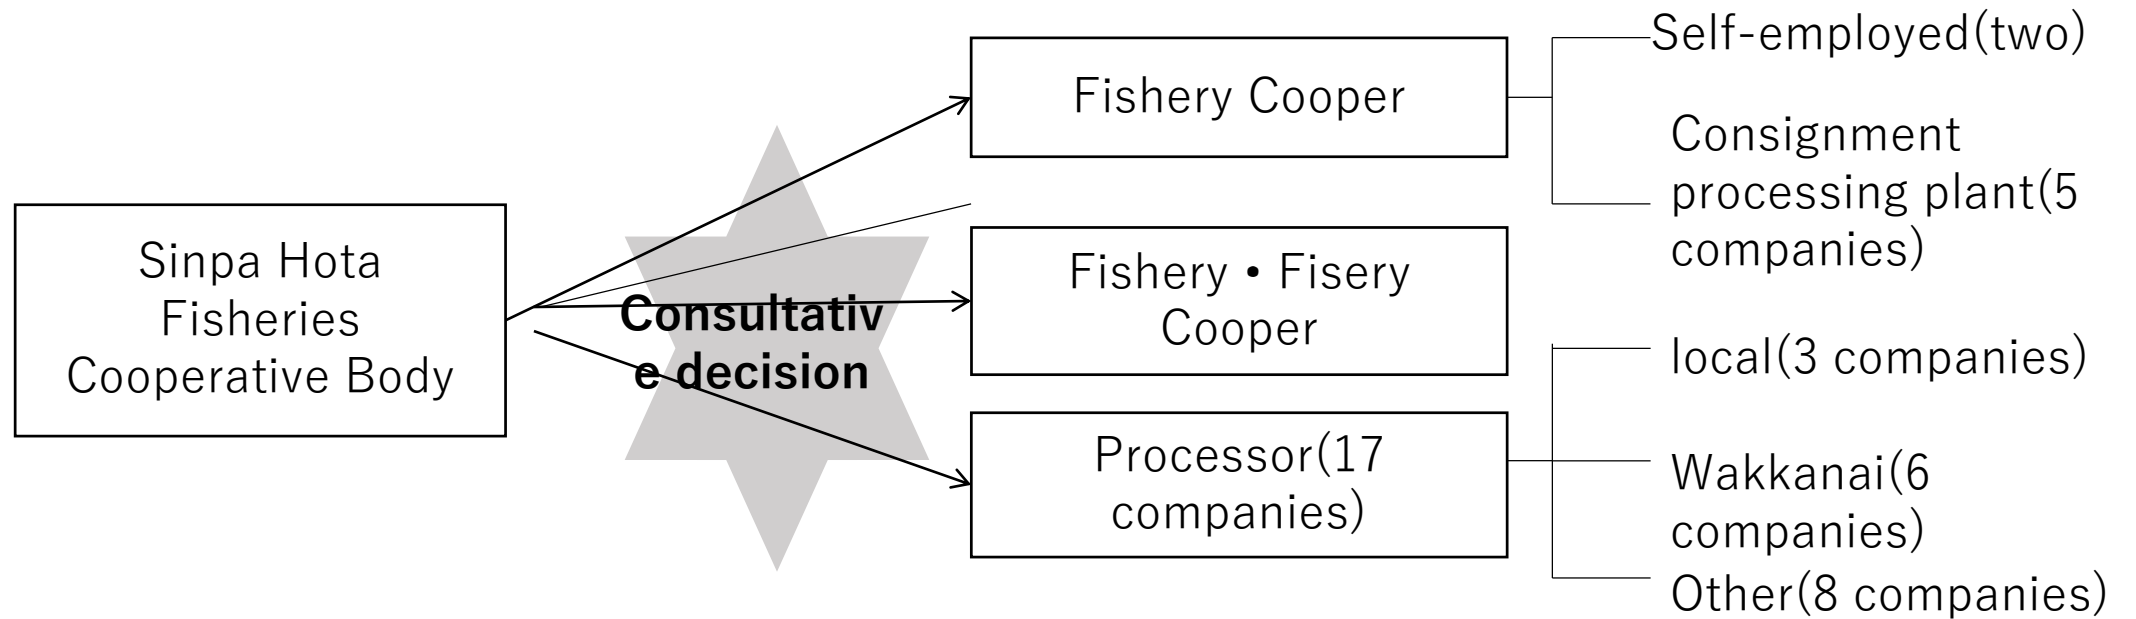 Sinpa Hota
Fisheries
Cooperative Body
Consultativ
e decision
Fishery Cooper
Fishery・Fisery
Cooper
Processor(17
companies)
Self-employed(two)
Consignment
processing plant(5
companies)
local(3 companies)
Wakkanai(6
companies)
Other(8 companies)